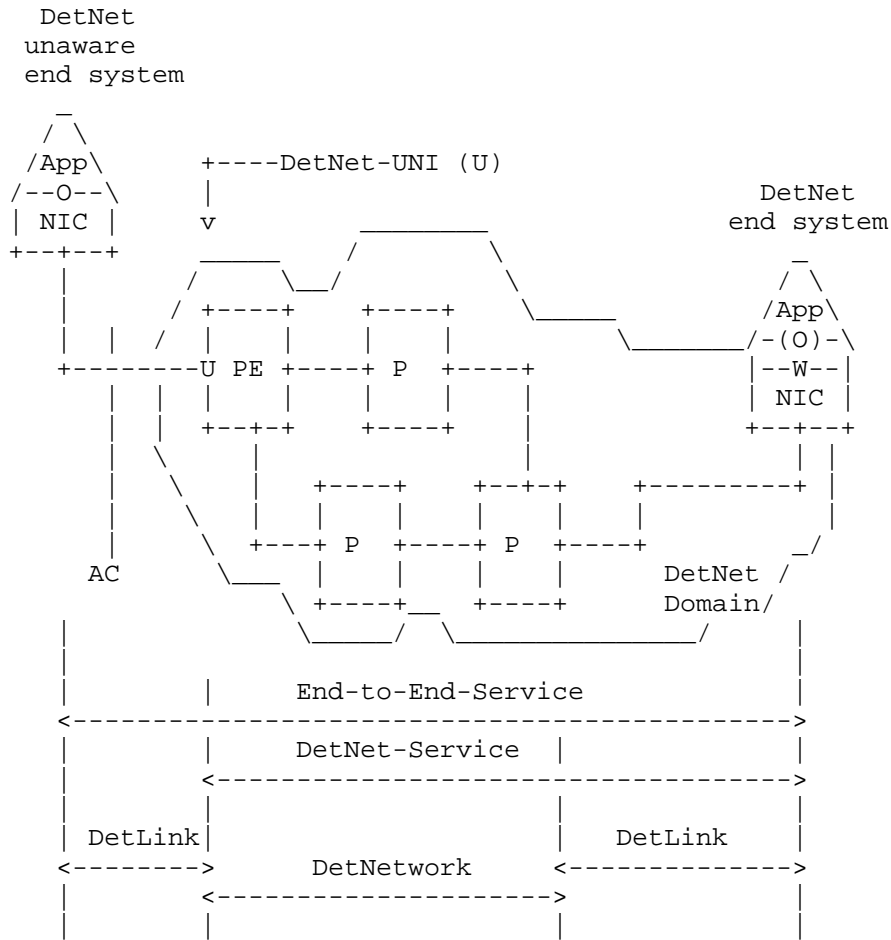 DetNet
unaware
end system
App
+----DetNet-UNI (U)
O
DetNet
NIC
v
end system
App
(O)
U PE
P
W
NIC
P
P
AC
DetNet
Domain
End-to-End-Service
DetNet-Service
DetLink
DetLink
DetNetwork